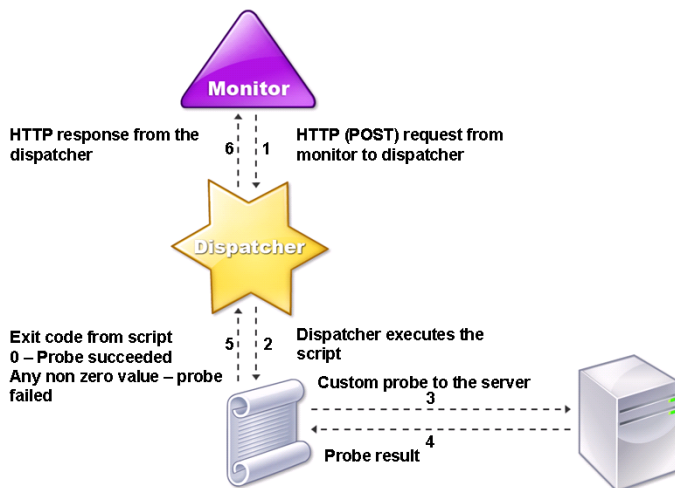 Monitor
HTTP response from the
dispatcher
6
1
HTTP (POST) request from
monitor to dispatcher
Dispatcher
Exit code from script
0 – Probe succeeded
Any non zero value – probe
failed
5
2
Dispatcher executes the
script
Custom probe to the server
3
4
Probe result